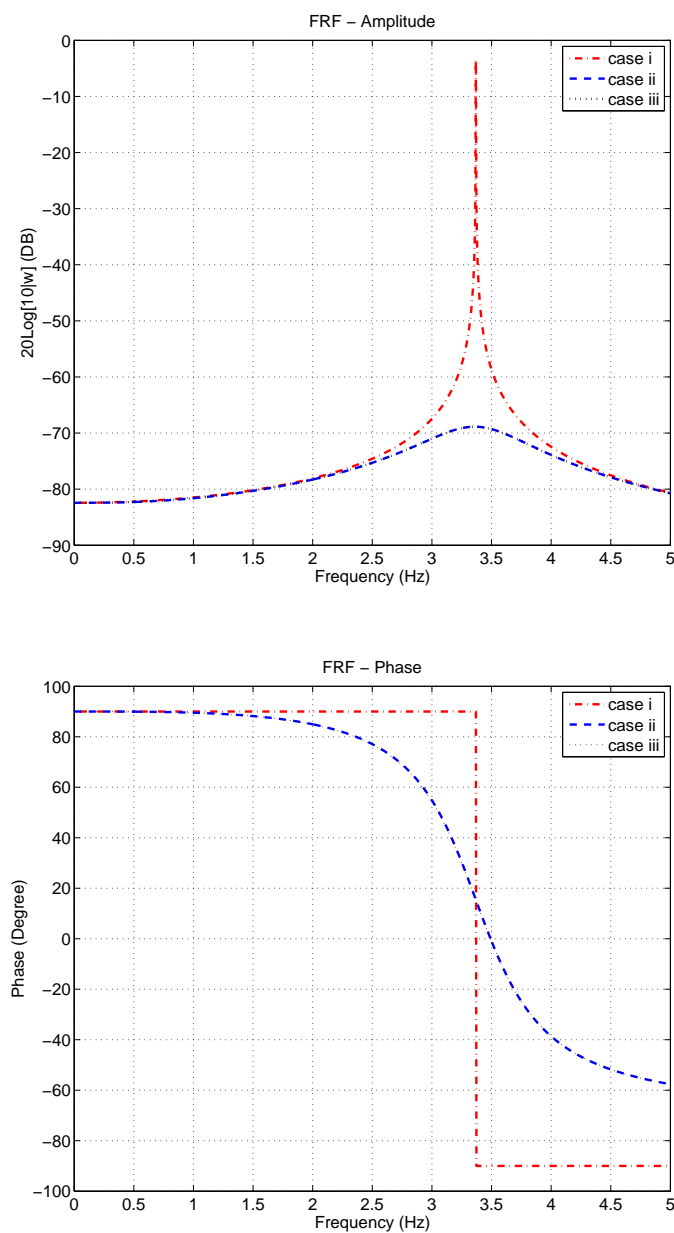 FRF − Amplitude
20Log[10|w] (DB)
0
−10
−20
−30
−40
−50
−60
−70
−80
−90
case i
case ii
case iii
0 0.5 1 1.5 2 2.5 3 3.5 4 4.5 5
Frequency (Hz)
FRF − Phase
Phase (Degree)
100
80
60
40
20
0
−20
−40
−60
−80
−100
case i
case ii
case iii
0 0.5 1 1.5 2 2.5 3 3.5 4 4.5 5
Frequency (Hz)